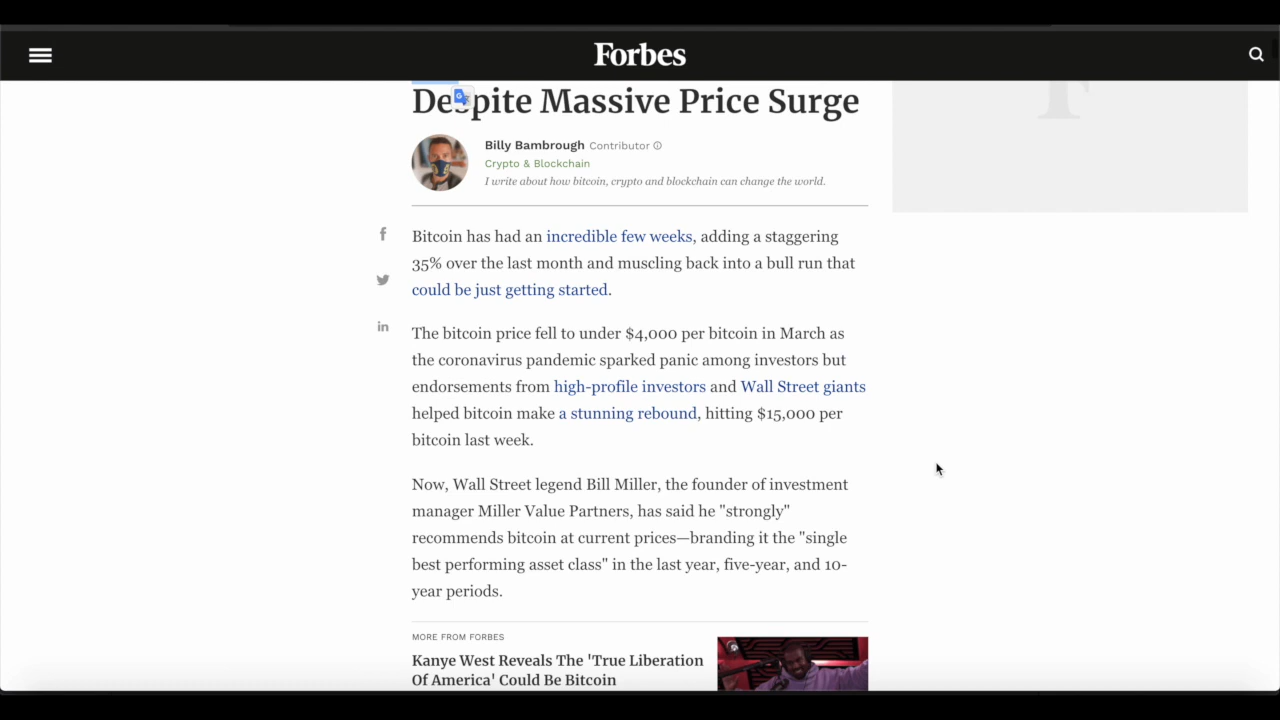 Forbes
Despite Massive Price Surge
Billy Bambrough Contributor
Crypto & Blockchain
I write about how bitcoin, crypto and blockchain can change the world.
Bitcoin has had an incredible few weeks, adding a staggering
35% over the last month and muscling back into a bull run that
could be just getting started.
The bitcoin price fell to under $4,000 per bitcoin in March as
the coronavirus pandemic sparked panic among investors but
endorsements from high-profile investors and Wall Street giants
helped bitcoin make a stunning rebound, hitting $15,000 per
bitcoin last week.
Now, Wall Street legend Bill Miller, the founder of investment
manager Miller Value Partners, has said he "strongly"
recommends bitcoin at current prices—branding it the "single
best performing asset class" in the last year, five-year, and 10-
year periods.
MORE FROM FORBES
Kanye West Reveals The 'True Liberation
Of America' Could Be Bitcoin